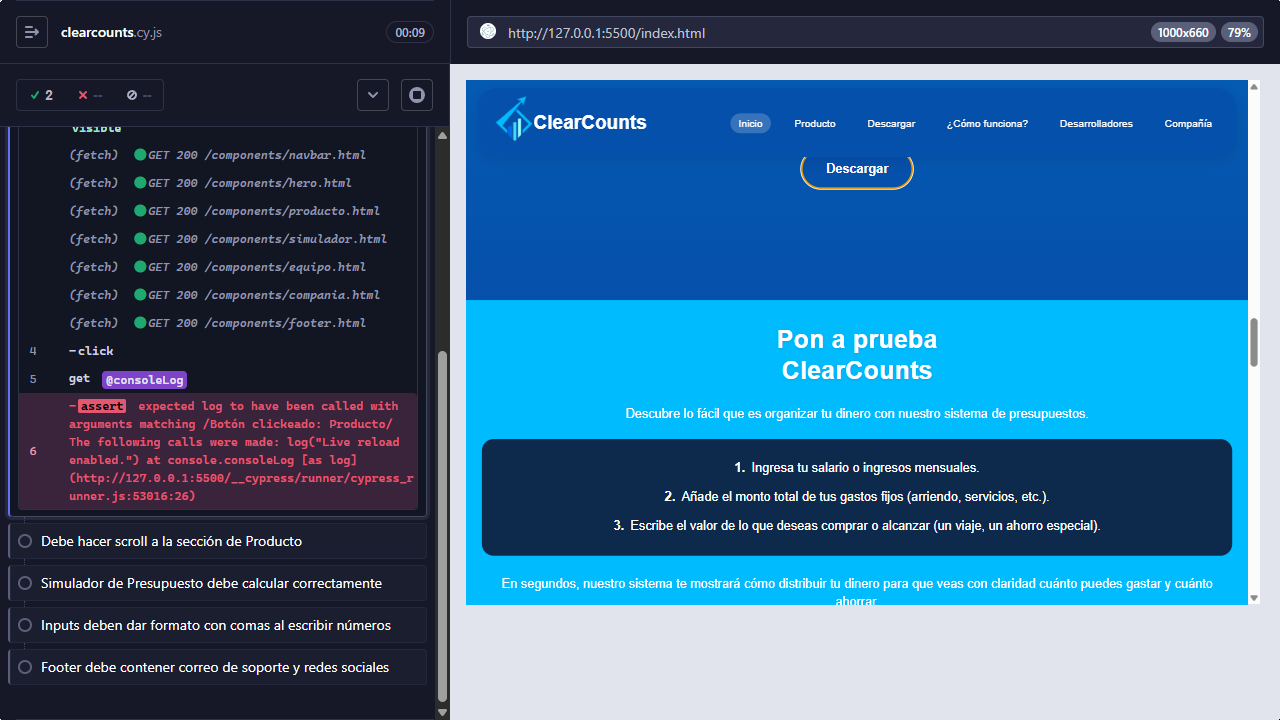 clearcounts.cy.js
00:09
2
--
--
visible
(fetch) GET 200 /components/navbar.html
(fetch) GET 200 /components/hero.html
(fetch) GET 200 /components/producto.html
(fetch) GET 200 /components/simulador.html
(fetch) GET 200 /components/equipo.html
(fetch) GET 200 /components/compania.html
(fetch) GET 200 /components/footer.html
4 -click
5 get @consoleLog
6 -assert expected log to have been called with
arguments matching /Botón clickeado: Producto/
The following calls were made: log("Live reload
enabled.") at console.consoleLog [as log]
(http://127.0.0.1:5500/__cypress/runner/cypress_r
unner.js:53016:26)
Debe hacer scroll a la sección de Producto
Simulador de Presupuesto debe calcular correctamente
Inputs deben dar formato con comas al escribir números
Footer debe contener correo de soporte y redes sociales
http://127.0.0.1:5500/index.html
1000x660
79%
ClearCounts
Inicio
Producto
Descargar
¿Cómo funciona?
Desarrolladores
Compañía
Descargar
Pon a prueba
ClearCounts
Descubre lo fácil que es organizar tu dinero con nuestro sistema de presupuestos.
1. Ingresa tu salario o ingresos mensuales.
2. Añade el monto total de tus gastos fijos (arriendo, servicios, etc.).
3. Escribe el valor de lo que deseas comprar o alcanzar (un viaje, un ahorro especial).
En segundos, nuestro sistema te mostrará cómo distribuir tu dinero para que veas con claridad cuánto puedes gastar y cuánto
ahorrar